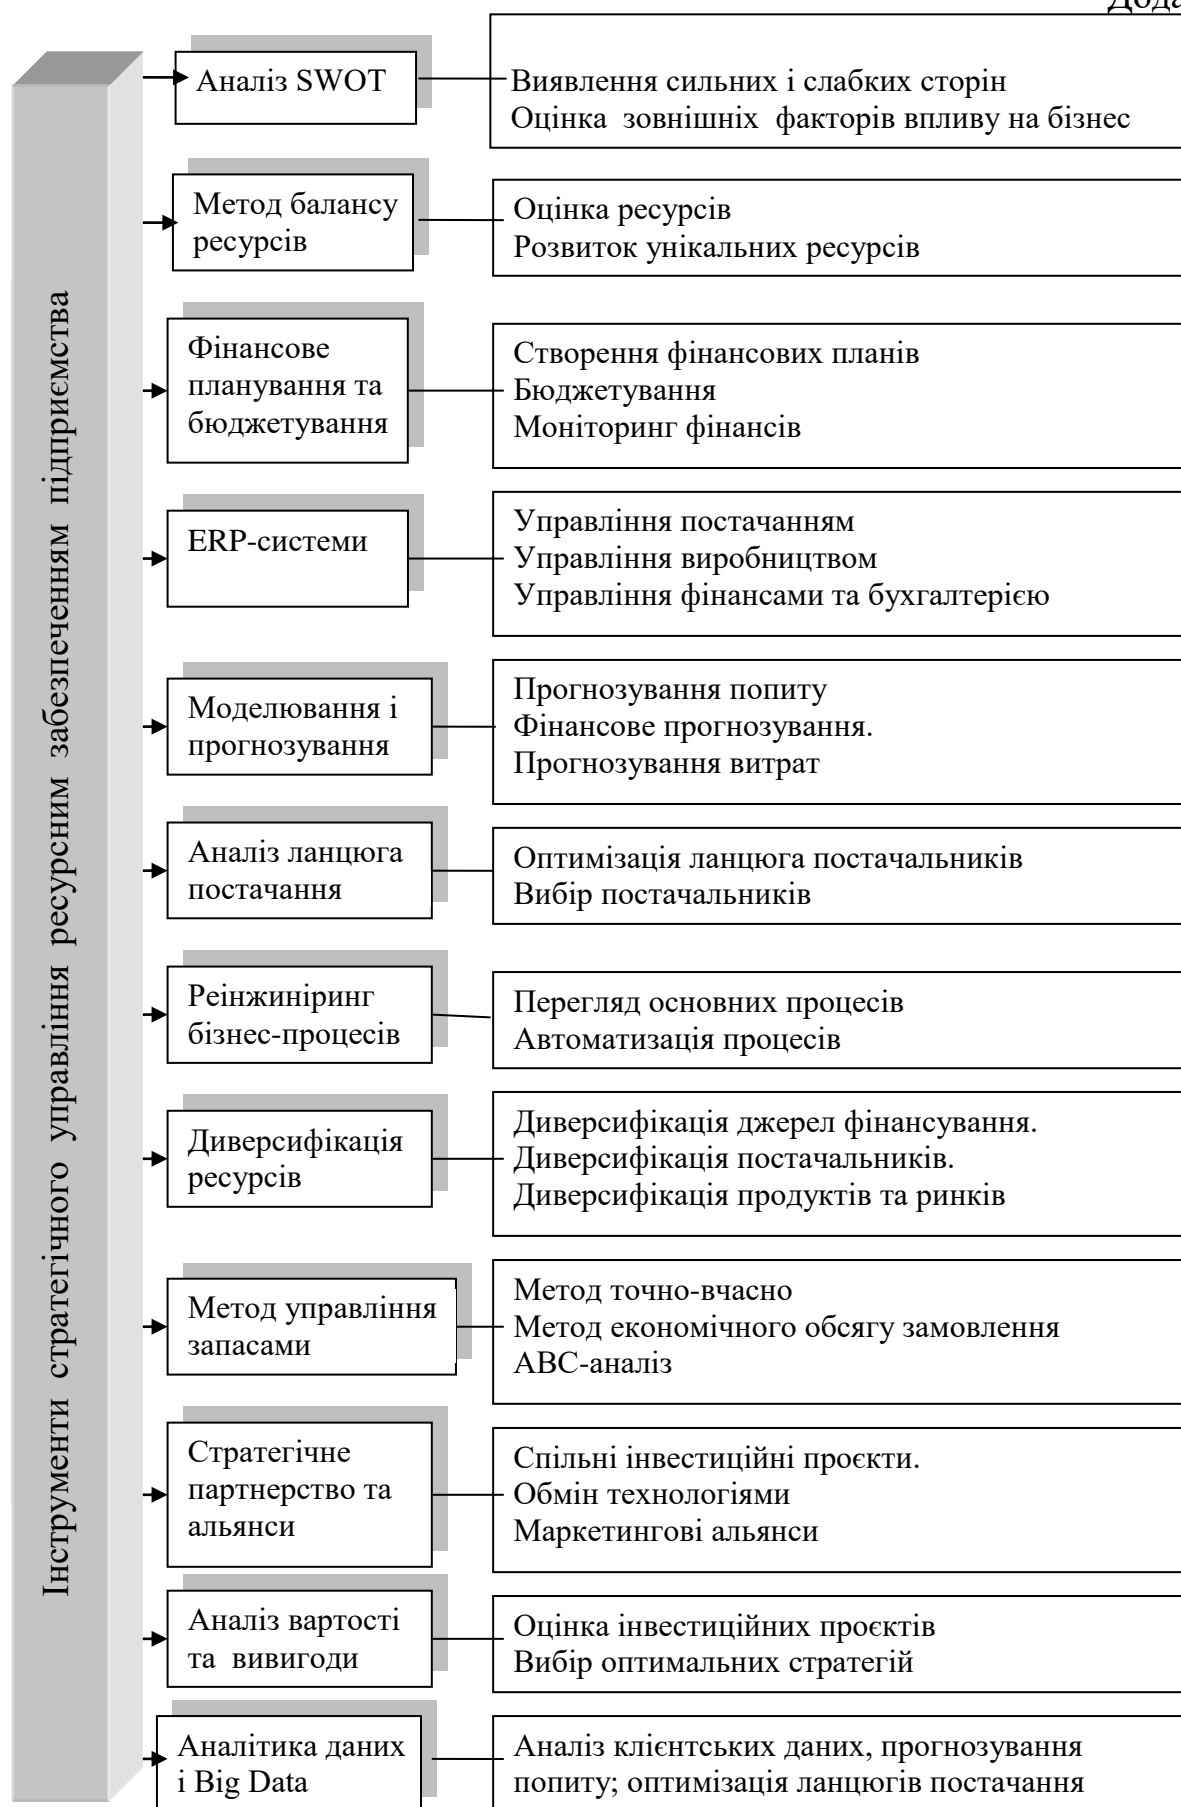 Дода
Інструменти стратегічного управління ресурсним забезпеченням підприємства
Аналіз SWOT
Виявлення сильних і слабких сторін
Оцінка зовнішніх факторів впливу на бізнес
Метод балансу
ресурсів
Оцінка ресурсів
Розвиток унікальних ресурсів
Фінансове
планування та
бюджетування
Створення фінансових планів
Бюджетування
Моніторинг фінансів
ERP-системи
Управління постачанням
Управління виробництвом
Управління фінансами та бухгалтерією
Моделювання і
прогнозування
Прогнозування попиту
Фінансове прогнозування.
Прогнозування витрат
Аналіз ланцюга
постачання
Оптимізація ланцюга постачальників
Вибір постачальників
Реінжиніринг
бізнес-процесів
Перегляд основних процесів
Автоматизація процесів
Диверсифікація
ресурсів
Диверсифікація джерел фінансування.
Диверсифікація постачальників.
Диверсифікація продуктів та ринків
Метод управління
запасами
Метод точно-вчасно
Метод економічного обсягу замовлення
АВС-аналіз
Стратегічне
партнерство та
альянси
Спільні інвестиційні проєкти.
Обмін технологіями
Маркетингові альянси
Аналіз вартості
та вивигоди
Оцінка інвестиційних проєктів
Вибір оптимальних стратегій
Аналітика даних
і Big Data
Аналіз клієнтських даних, прогнозування
попиту; оптимізація ланцюгів постачання